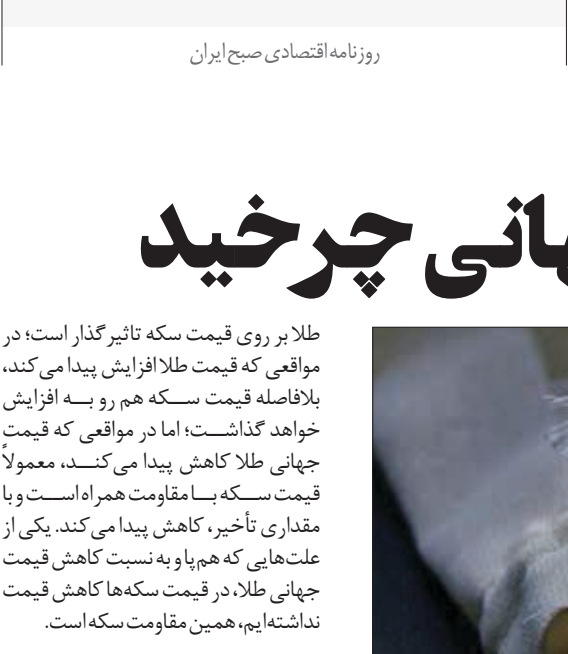 روزنامه اقتصادی صبح ایران
چرخید
طلا بر روی قیمت سکه تاثیرگذار است؛ در
مواقعی که قیمت طلا افزایش پیدا می‌کند،
بلافاصله قیمت سکه هم رو به افزایش
خواهد گذاشت؛ اما در مواقعی که قیمت
جهانی طلا کاهش پیدا می‌کند، معمولاً
قیمت سکه با مقاومت همراه است و با
مقداری تأخیر، کاهش پیدا می‌کند. یکی از
علت‌هایی که هم‌پا و به نسبت کاهش قیمت
جهانی طلا، در قیمت سکه‌ها کاهش قیمت
نداشته‌ایم، همین مقاومت سکه است.